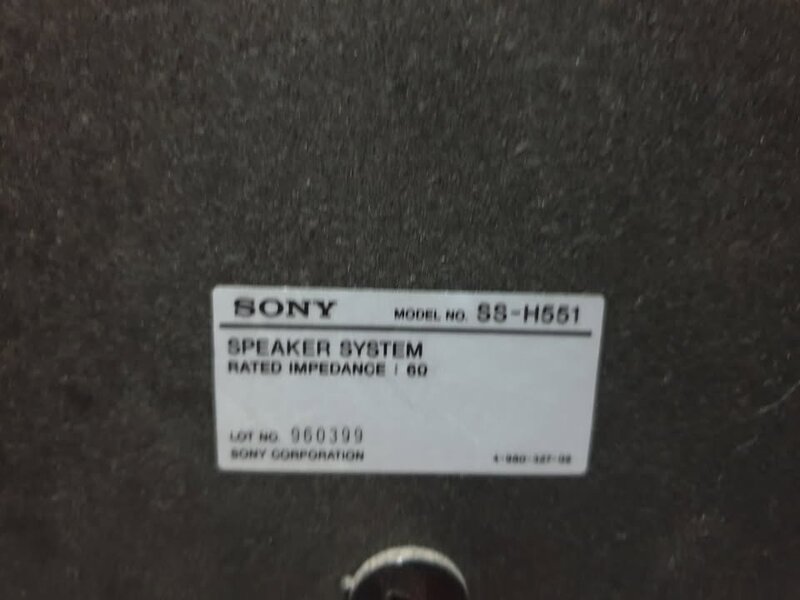 SONY MODEL NO. SS-H551
SPEAKER SYSTEM
RATED IMPEDANCE : 6Ω
LOT NO. 960399
SONY CORPORATION